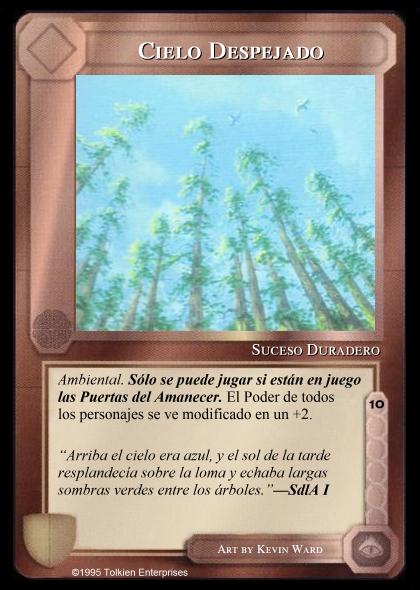 Cielo Despejado
Suceso Duradero
Ambiental. Sólo se puede jugar si están en juego
las Puertas del Amanecer. El Poder de todos
los personajes se ve modificado en un +2.
10
“Arriba el cielo era azul, y el sol de la tarde
resplandecía sobre la loma y echaba largas
sombras verdes entre los árboles.”—SdlA I
Art by Kevin Ward
©1995 Tolkien Enterprises